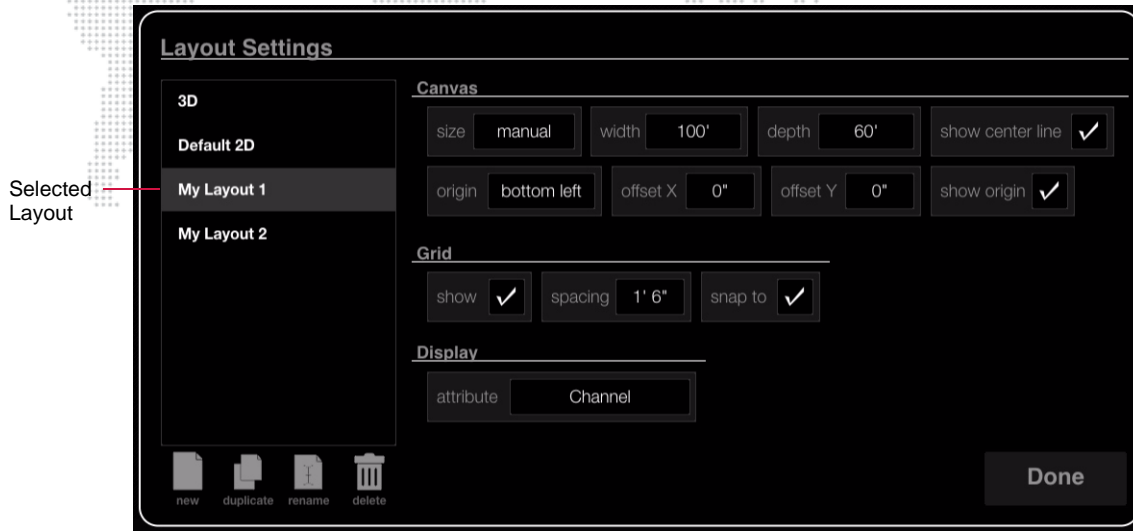 Layout Settings
3D
Default 2D
My Layout 1
My Layout 2
Selected
Layout
new duplicate rename delete
Canvas
size manual width 100' depth 60' show center line
origin bottom left offset X 0" offset Y 0" show origin
Grid
show spacing 1' 6" snap to
Display
attribute Channel
Done